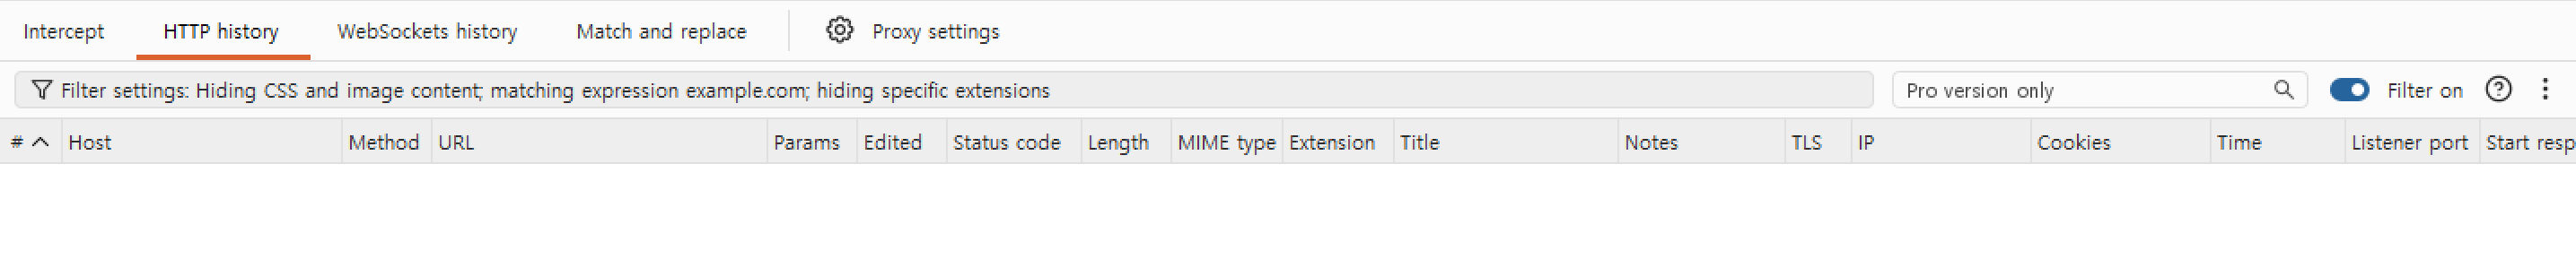 Intercept HTTP history WebSockets history Match and replace Proxy settings
Filter settings: Hiding CSS and image content; matching expression example.com; hiding specific extensions Pro version only Filter on
# Host Method URL Params Edited Status code Length MIME type Extension Title Notes TLS IP Cookies Time Listener port Start resp